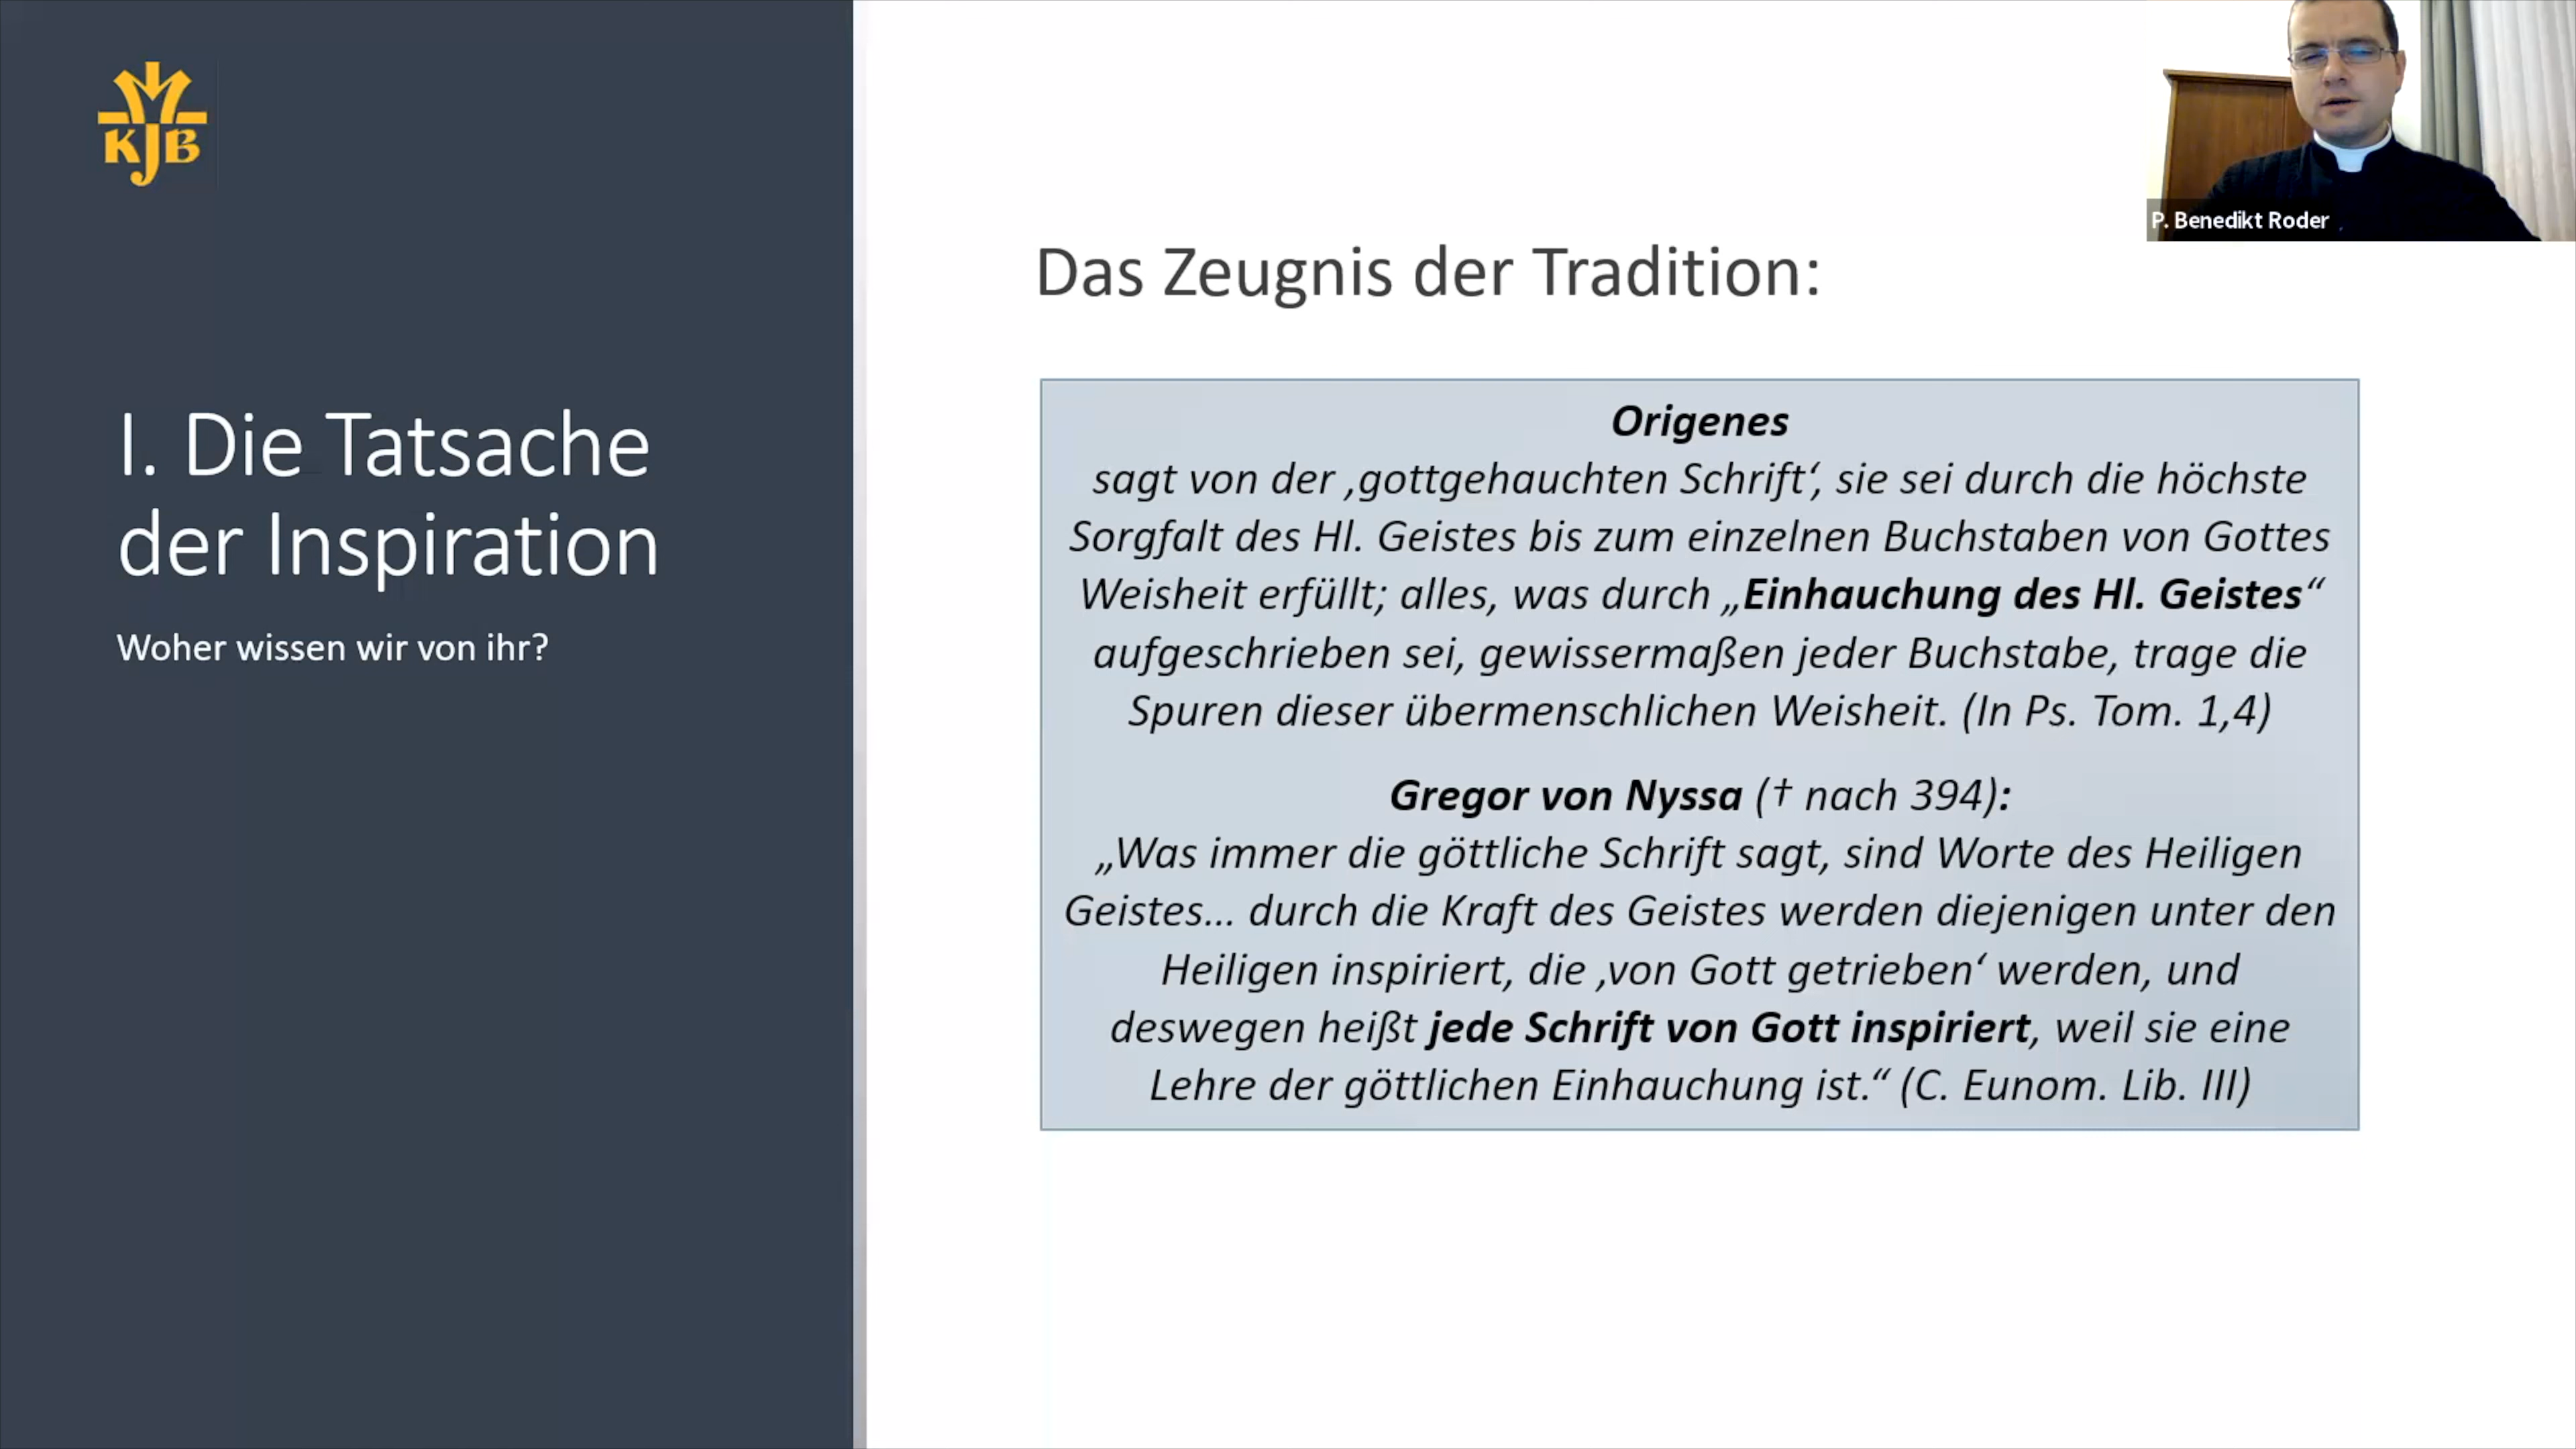 KJB
I. Die Tatsache
der Inspiration
Woher wissen wir von ihr?
P. Benedikt Roder
Das Zeugnis der Tradition:
Origenes
sagt von der ‚gottgehauchten Schrift‘, sie sei durch die höchste
Sorgfalt des Hl. Geistes bis zum einzelnen Buchstaben von Gottes
Weisheit erfüllt; alles, was durch „Einhauchung des Hl. Geistes“
aufgeschrieben sei, gewissermaßen jeder Buchstabe, trage die
Spuren dieser übermenschlichen Weisheit. (In Ps. Tom. 1,4)
Gregor von Nyssa († nach 394):
„Was immer die göttliche Schrift sagt, sind Worte des Heiligen
Geistes... durch die Kraft des Geistes werden diejenigen unter den
Heiligen inspiriert, die ‚von Gott getrieben‘ werden, und
deswegen heißt jede Schrift von Gott inspiriert, weil sie eine
Lehre der göttlichen Einhauchung ist.“ (C. Eunom. Lib. III)